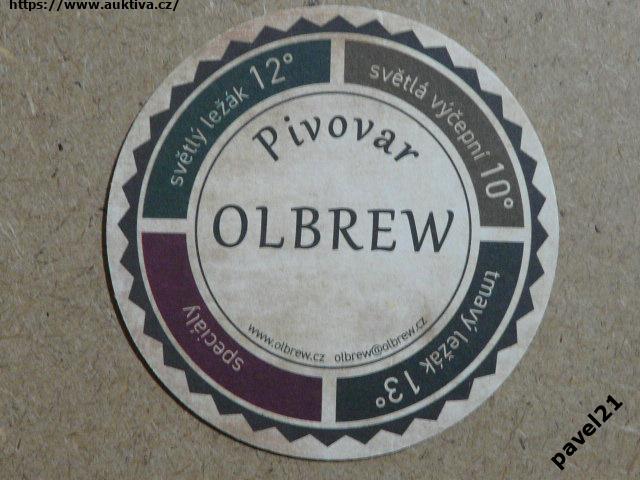 https://www.auktiva.cz/
světlý ležák 12°
světlá výčepní 10°
Pivovar
OLBREW
www.olbrew.cz olbrew@olbrew.cz
speciály
tmavý ležák 13°
pavel21